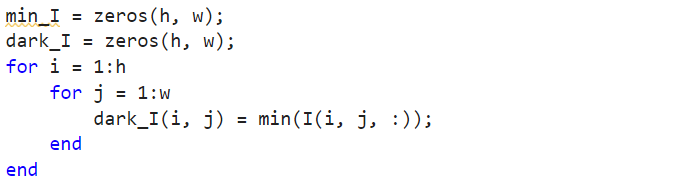 min_I = zeros(h, w);
dark_I = zeros(h, w);
for i = 1:h
    for j = 1:w
        dark_I(i, j) = min(I(i, j, :));
    end
end